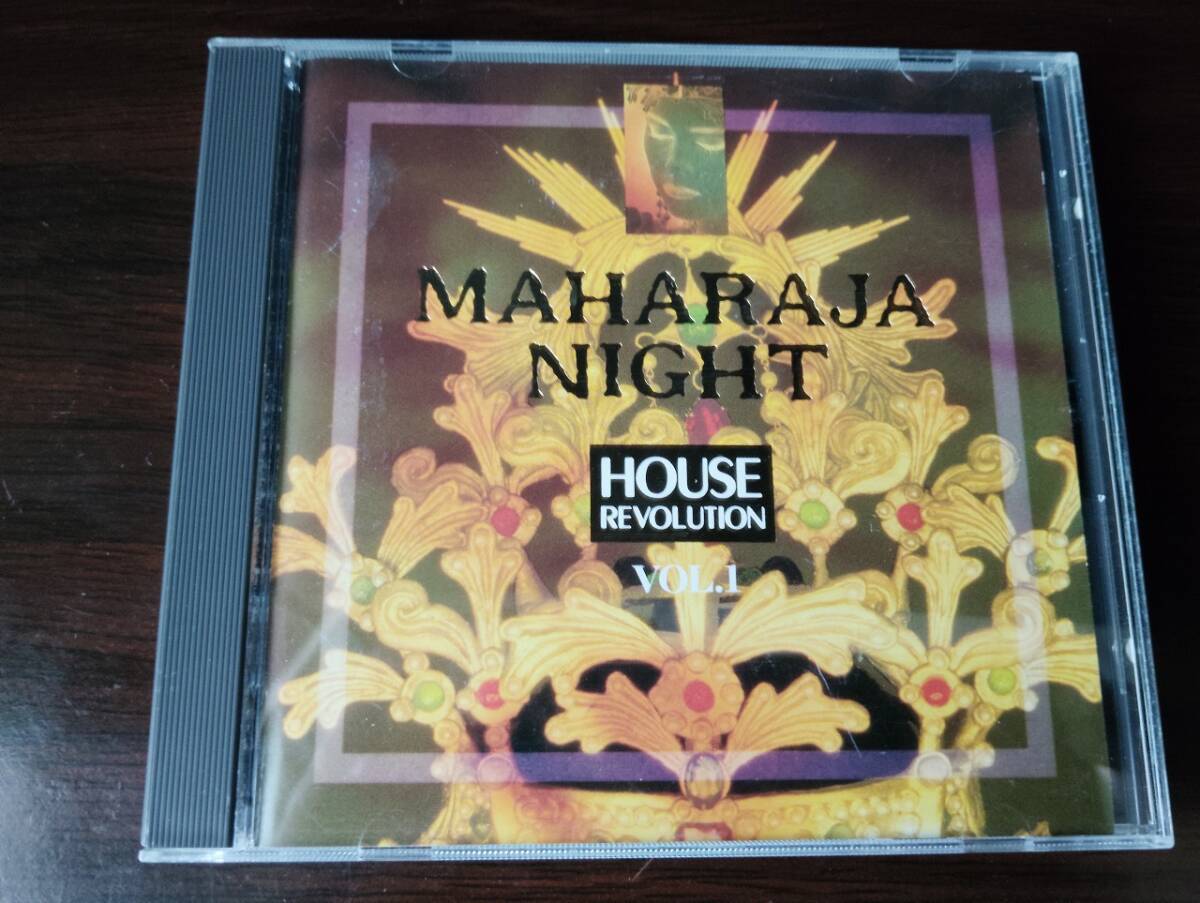 MAHARAJA
NIGHT
HOUSE
REVOLUTION
VOL.1